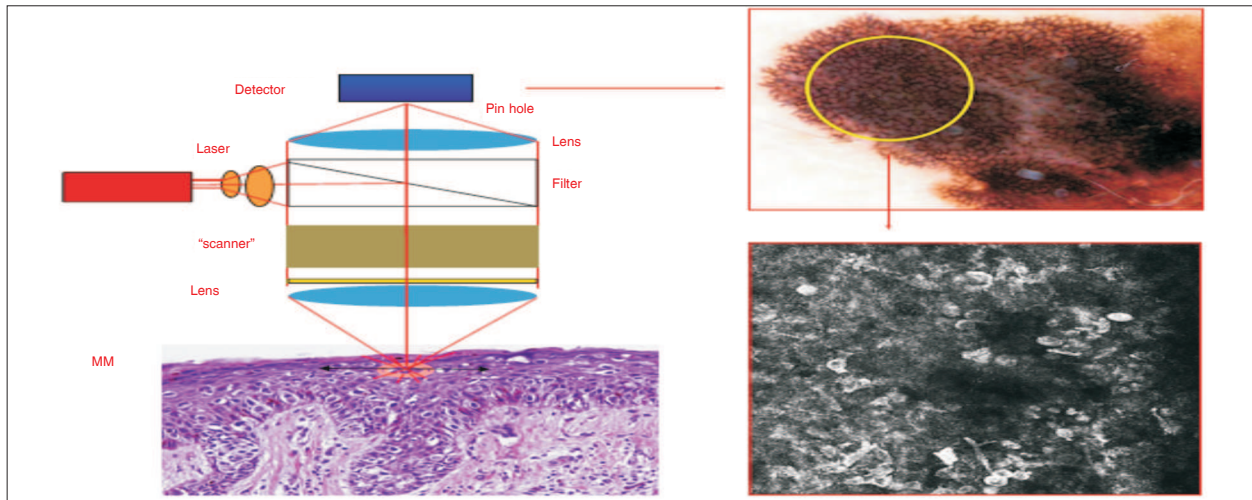 Detector
Pin hole
Laser
Lens
Filter
“scanner”
Lens
MM